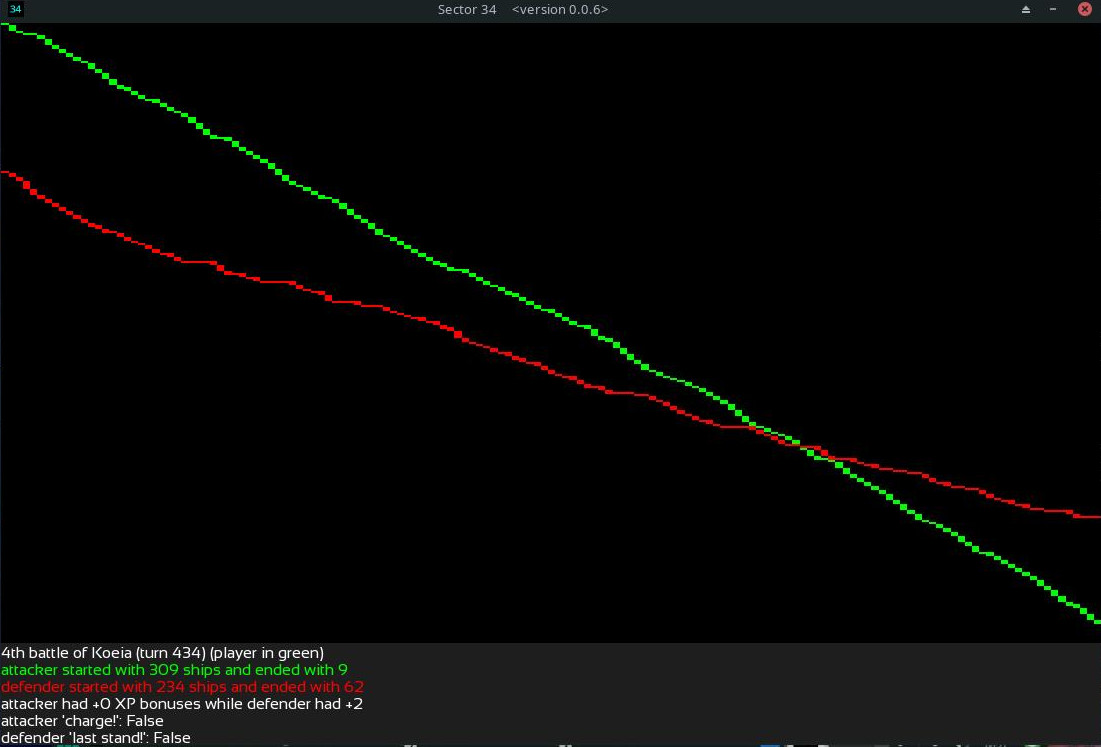 34
Sector 34 <version 0.0.6>
4th battle of Koeia (turn 434) (player in green)
attacker started with 309 ships and ended with 9
defender started with 234 ships and ended with 62
attacker had +0 XP bonuses while defender had +2
attacker 'charge!': False
defender 'last stand!': False